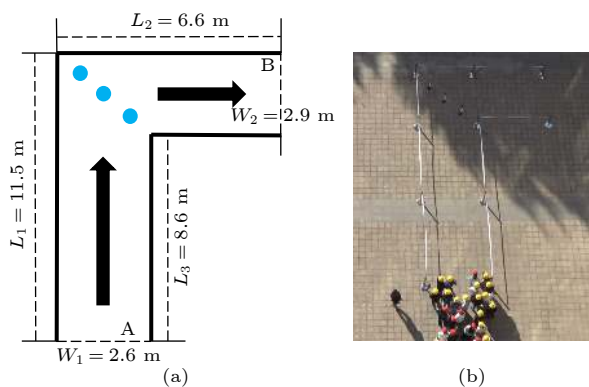 L₂ = 6.6 m
B
W₂ = 2.9 m
L₁ = 11.5 m
L₃ = 8.6 m
A
W₁ = 2.6 m
(a)
(b)